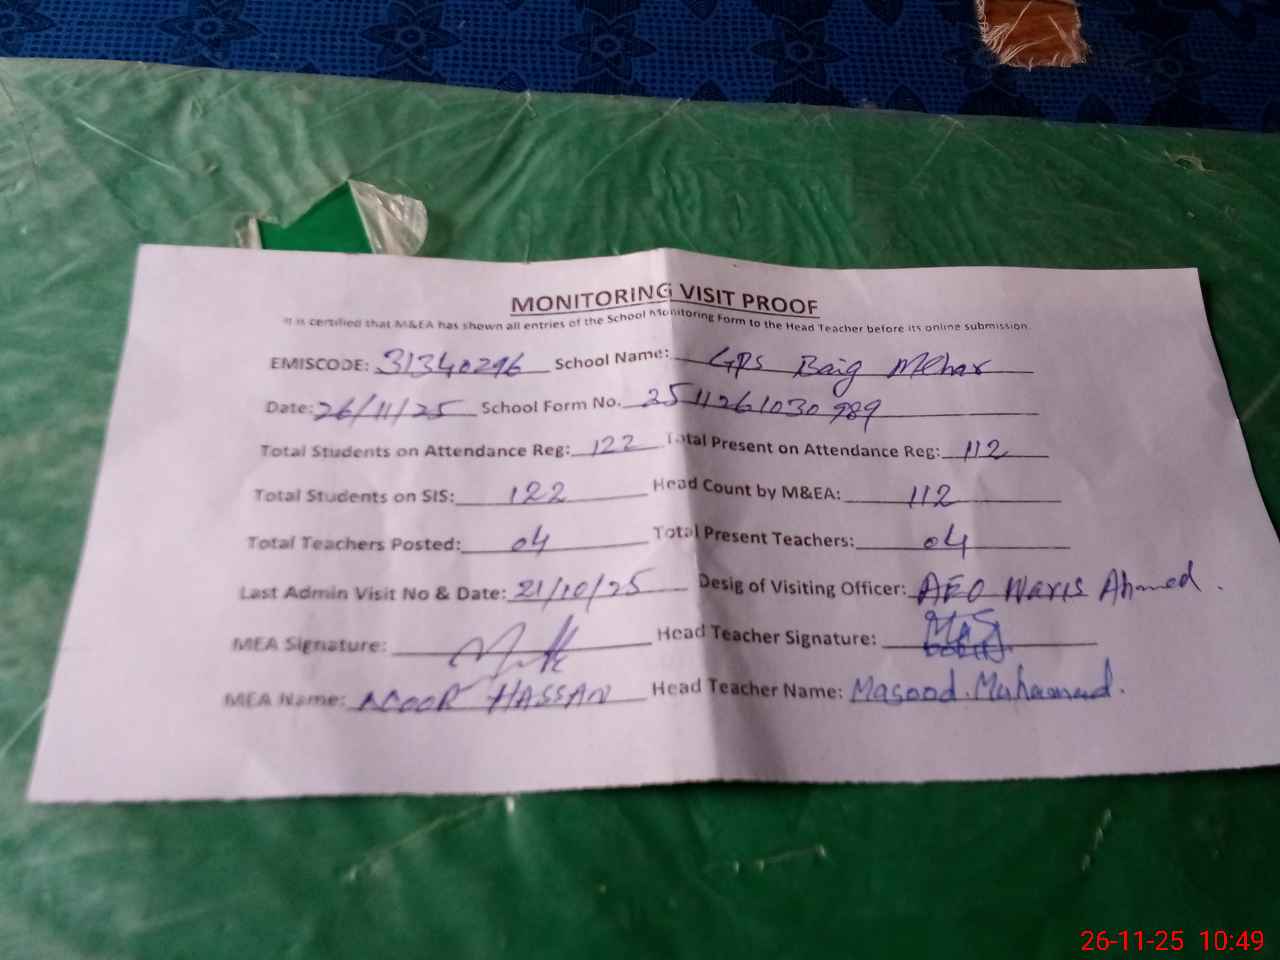 MONITORING VISIT PROOF
It is certified that M&EA has shown all entries of the School Monitoring Form to the Head Teacher before its online submission.
EMISCODE: 31340296 School Name: GPS Baig Mehar
Date: 26/11/25 School Form No. 2511261030989
Total Students on Attendance Reg: 122 Total Present on Attendance Reg: 112
Total Students on SIS: 122 Head Count by M&EA: 112
Total Teachers Posted: 04 Total Present Teachers: 04
Last Admin Visit No & Date: 21/10/25 Desig of Visiting Officer: AEO Waris Ahmed.
MEA Signature: Head Teacher Signature:
MEA Name: NOOR HASSAN Head Teacher Name: Masood Muhammad.
26-11-25 10:49